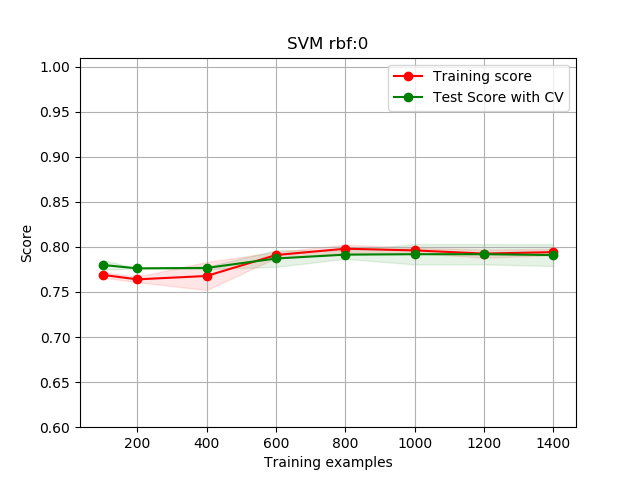 SVM rbf:0
Training score
Test Score with CV
1.00
0.95
0.90
0.85
0.80
0.75
0.70
0.65
0.60
Score
200 400 600 800 1000 1200 1400
Training examples